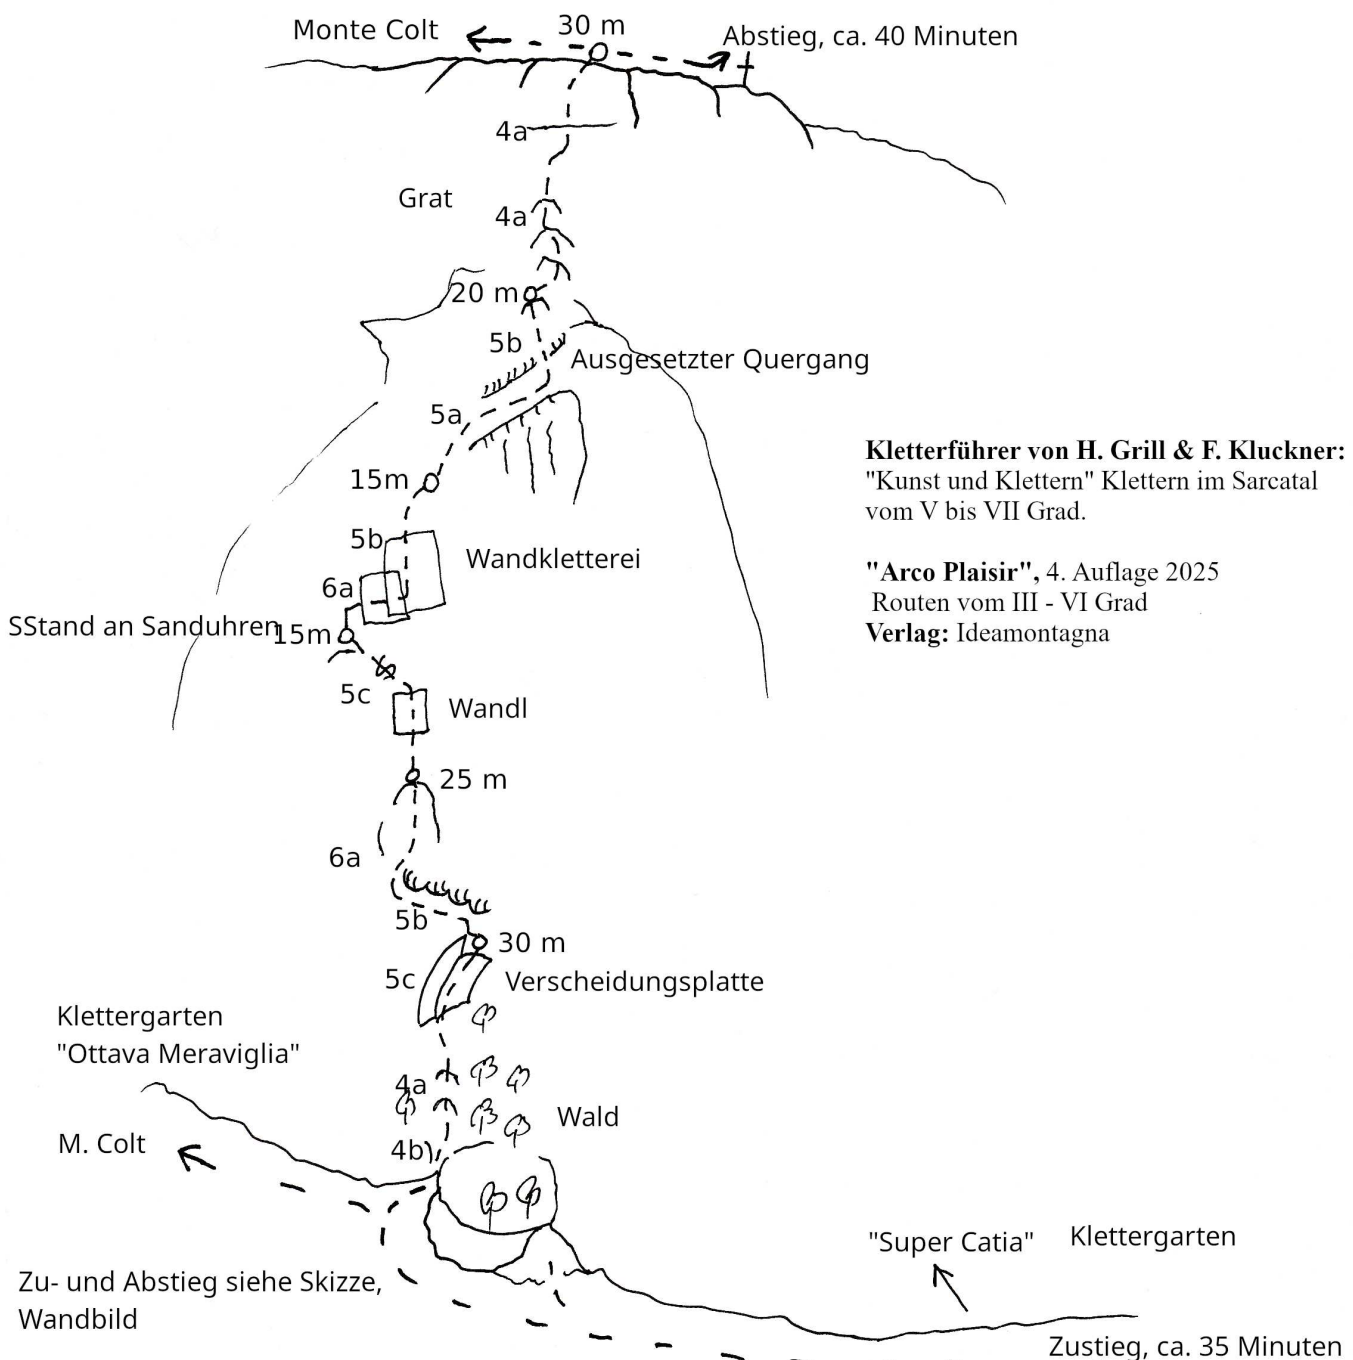 30 m
Monte Colt
Abstieg, ca. 40 Minuten
4a
Grat
4a
20 m
5b
Ausgesetzter Quergang
5a
Kletterführer von H. Grill & F. Kluckner:
"Kunst und Klettern" Klettern im Sarcatal
vom V bis VII Grad.
15m
5b
Wandkletterei
"Arco Plaisir", 4. Auflage 2025
Routen vom III - VI Grad
Verlag: Ideamontagna
6a
SStand an Sanduhren
15m
5c
Wandl
25 m
6a
5b
30 m
5c
Verscheidungsplatte
Klettergarten
"Ottava Meraviglia"
4a
Wald
M. Colt
4b)
"Super Catia"
Klettergarten
Zu- und Abstieg siehe Skizze,
Wandbild
Zustieg, ca. 35 Minuten